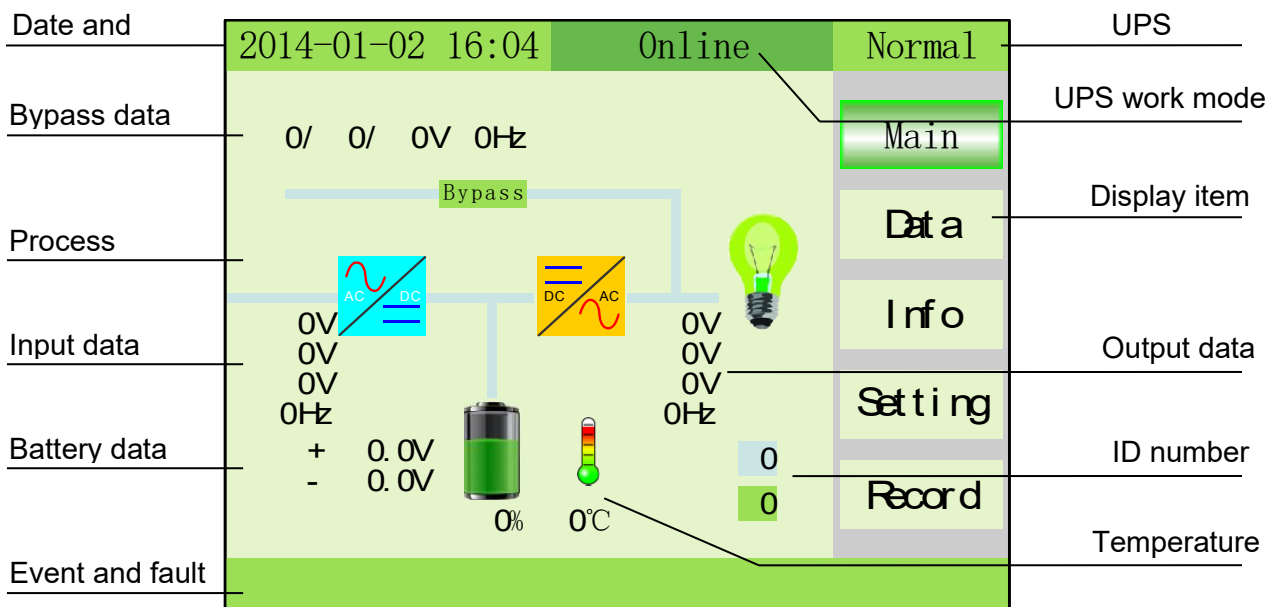 Date and
2014-01-02 16:04
Online
Normal
UPS
Bypass data
UPS work mode
0/ 0/ 0V 0Hz
Main
Bypass
Display item
Data
Process
AC DC
DC AC
Info
Input data
0V
0V
0V
0Hz
0V
0V
0V
0Hz
Output data
Setting
Battery data
+ 0.0V
- 0.0V
0
ID number
0
Record
0%
0℃
Temperature
Event and fault